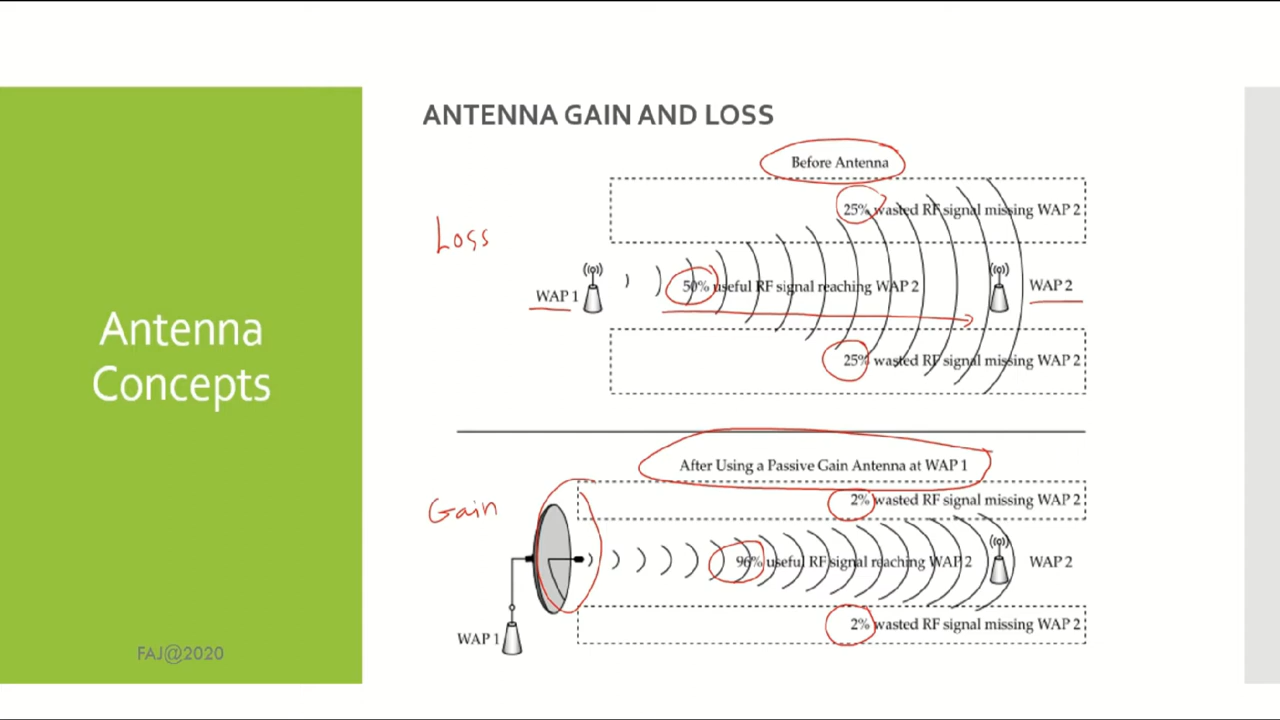 ANTENNA GAIN AND LOSS
Before Antenna
25% wasted RF signal missing WAP 2
Loss
WAP 1
50% useful RF signal reaching WAP 2
WAP 2
25% wasted RF signal missing WAP 2
Antenna
Concepts
After Using a Passive Gain Antenna at WAP 1
2% wasted RF signal missing WAP 2
Gain
96% useful RF signal reaching WAP 2
WAP 2
2% wasted RF signal missing WAP 2
WAP 1
FAJ@2020